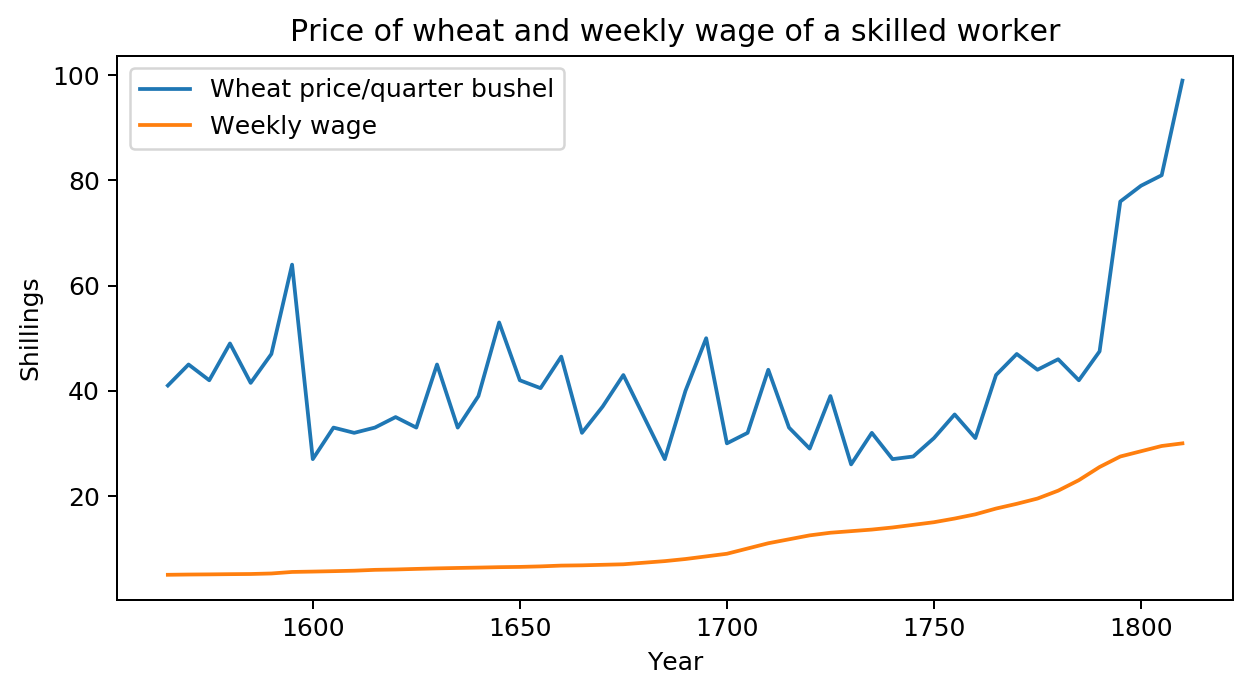 Price of wheat and weekly wage of a skilled worker
Wheat price/quarter bushel
Weekly wage
100
80
60
40
20
Shillings
1600 1650 1700 1750 1800
Year